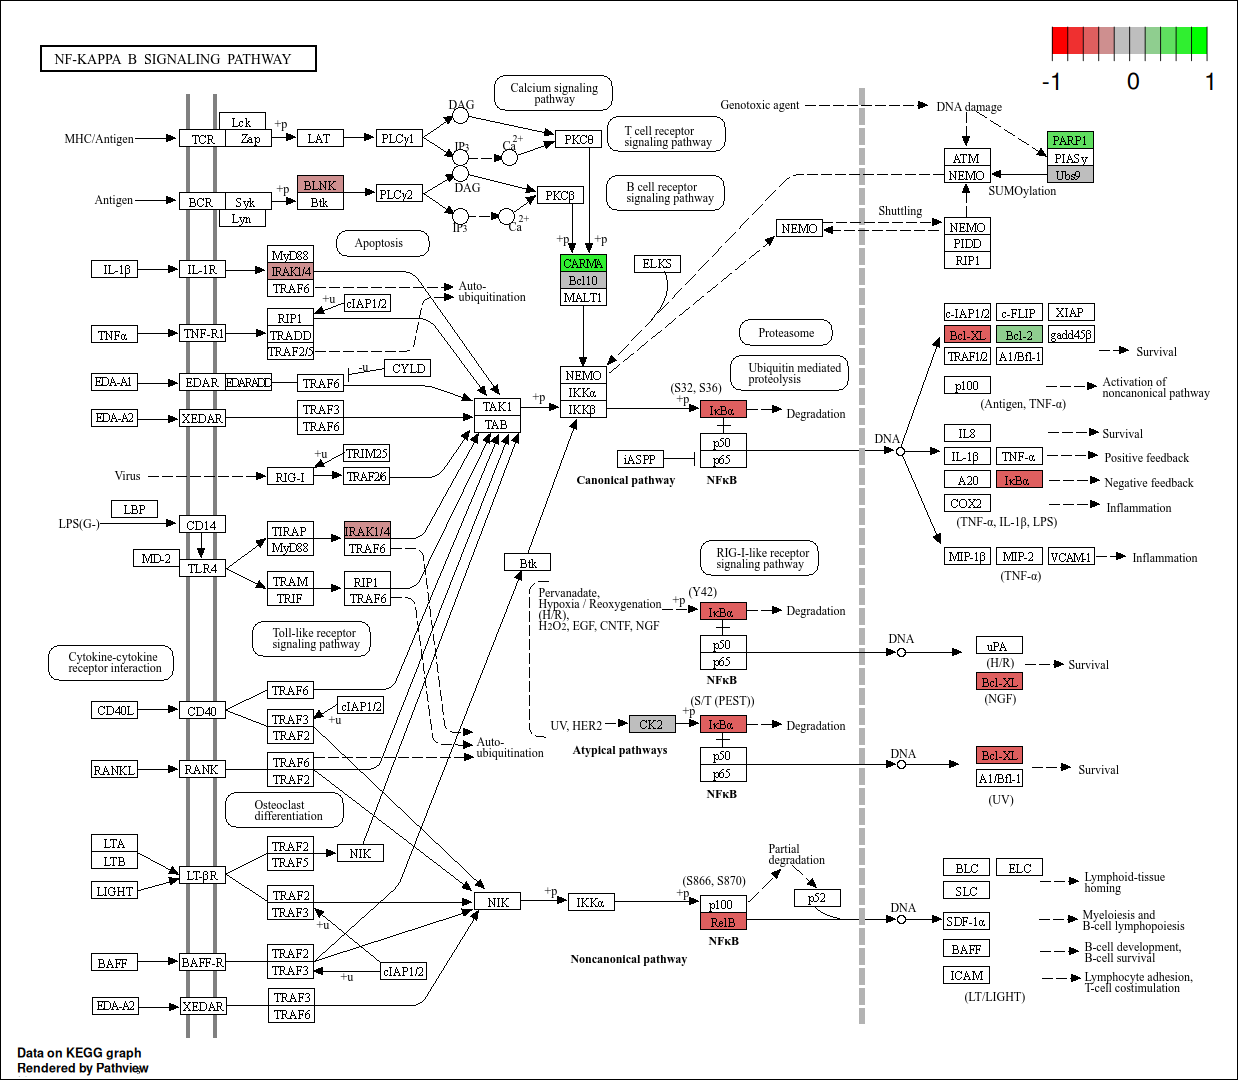 NF-KAPPA B SIGNALING PATHWAY
-1 0 1
Calcium signaling
pathway
T cell receptor
signaling pathway
B cell receptor
signaling pathway
Apoptosis
Proteasome
Ubiquitin mediated
proteolysis
RIG-I-like receptor
signaling pathway
Toll-like receptor
signaling pathway
Cytokine-cytokine
receptor interaction
Osteoclast
differentiation
MHC/Antigen
TCR
Lck
Zap
+p
LAT
PLCγ1
DAG
IP3
Ca2+
PKCθ
Antigen
BCR
Syk
Lyn
+p
BLNK
Btk
PLCγ2
DAG
IP3
Ca2+
PKCβ
+p
+p
CARMA
Bcl10
MALT1
ELKS
IL-1β
IL-1R
MyD88
IRAK1/4
TRAF6
Auto-
ubiquitination
TNFα
TNF-R1
RIP1
TRADD
TRAF2/5
+u
cIAP1/2
EDA-A1
EDAR
EDARADD
TRAF6
-u
CYLD
EDA-A2
XEDAR
TRAF3
TRAF6
TAK1
TAB
+p
NEMO
IKKα
IKKβ
(S32, S36)
+p
IκBα
Degradation
p50
p65
NFκB
iASPP
Canonical pathway
Virus
RIG-I
+u
TRIM25
TRAF2/6
LBP
LPS(G-)
CD14
MD-2
TLR4
TIRAP
MyD88
IRAK1/4
TRAF6
TRAM
TRIF
RIP1
TRAF6
Btk
Pervanadate,
Hypoxia / Reoxygenation
(H/R),
H2O2, EGF, CNTF, NGF
+p
(Y42)
IκBα
Degradation
p50
p65
NFκB
UV, HER2
CK2
+p
(S/T (PEST))
IκBα
Degradation
p50
p65
NFκB
Atypical pathways
CD40L
CD40
TRAF6
TRAF3
TRAF2
cIAP1/2
+u
Auto-
ubiquitination
RANKL
RANK
TRAF6
TRAF2
LTA
LTB
LIGHT
LT-βR
TRAF2
TRAF5
NIK
TRAF2
TRAF3
+u
BAFF
BAFF-R
TRAF2
TRAF3
+u
cIAP1/2
EDA-A2
XEDAR
TRAF3
TRAF6
NIK
+p
IKKα
+p
(S866, S870)
p100
RelB
NFκB
Partial
degradation
p52
Noncanonical pathway
Genotoxic agent
DNA damage
ATM
NEMO
PARP1
PIASy
Ubs9
SUMOylation
NEMO
Shuttling
NEMO
PIDD
RIP1
DNA
c-IAP1/2
c-FLIP
XIAP
Bcl-XL
Bcl-2
gadd45β
TRAF1/2
A1/Bfl-1
Survival
p100
(Antigen, TNF-α)
Activation of
noncanonical pathway
IL8
Survival
IL-1β
TNF-α
Positive feedback
A20
IκBα
Negative feedback
COX2
Inflammation
(TNF-α, IL-1β, LPS)
MIP-1β
MIP-2
VCAM-1
Inflammation
(TNF-α)
DNA
uPA
(H/R)
Bcl-XL
(NGF)
Survival
DNA
Bcl-XL
A1/Bfl-1
(UV)
Survival
DNA
BLC
ELC
SLC
Lymphoid-tissue
homing
SDF-1α
Myeloiesis and
B-cell lymphopoiesis
BAFF
B-cell development,
B-cell survival
ICAM
Lymphocyte adhesion,
T-cell costimulation
(LT/LIGHT)
Data on KEGG graph
Rendered by Pathview